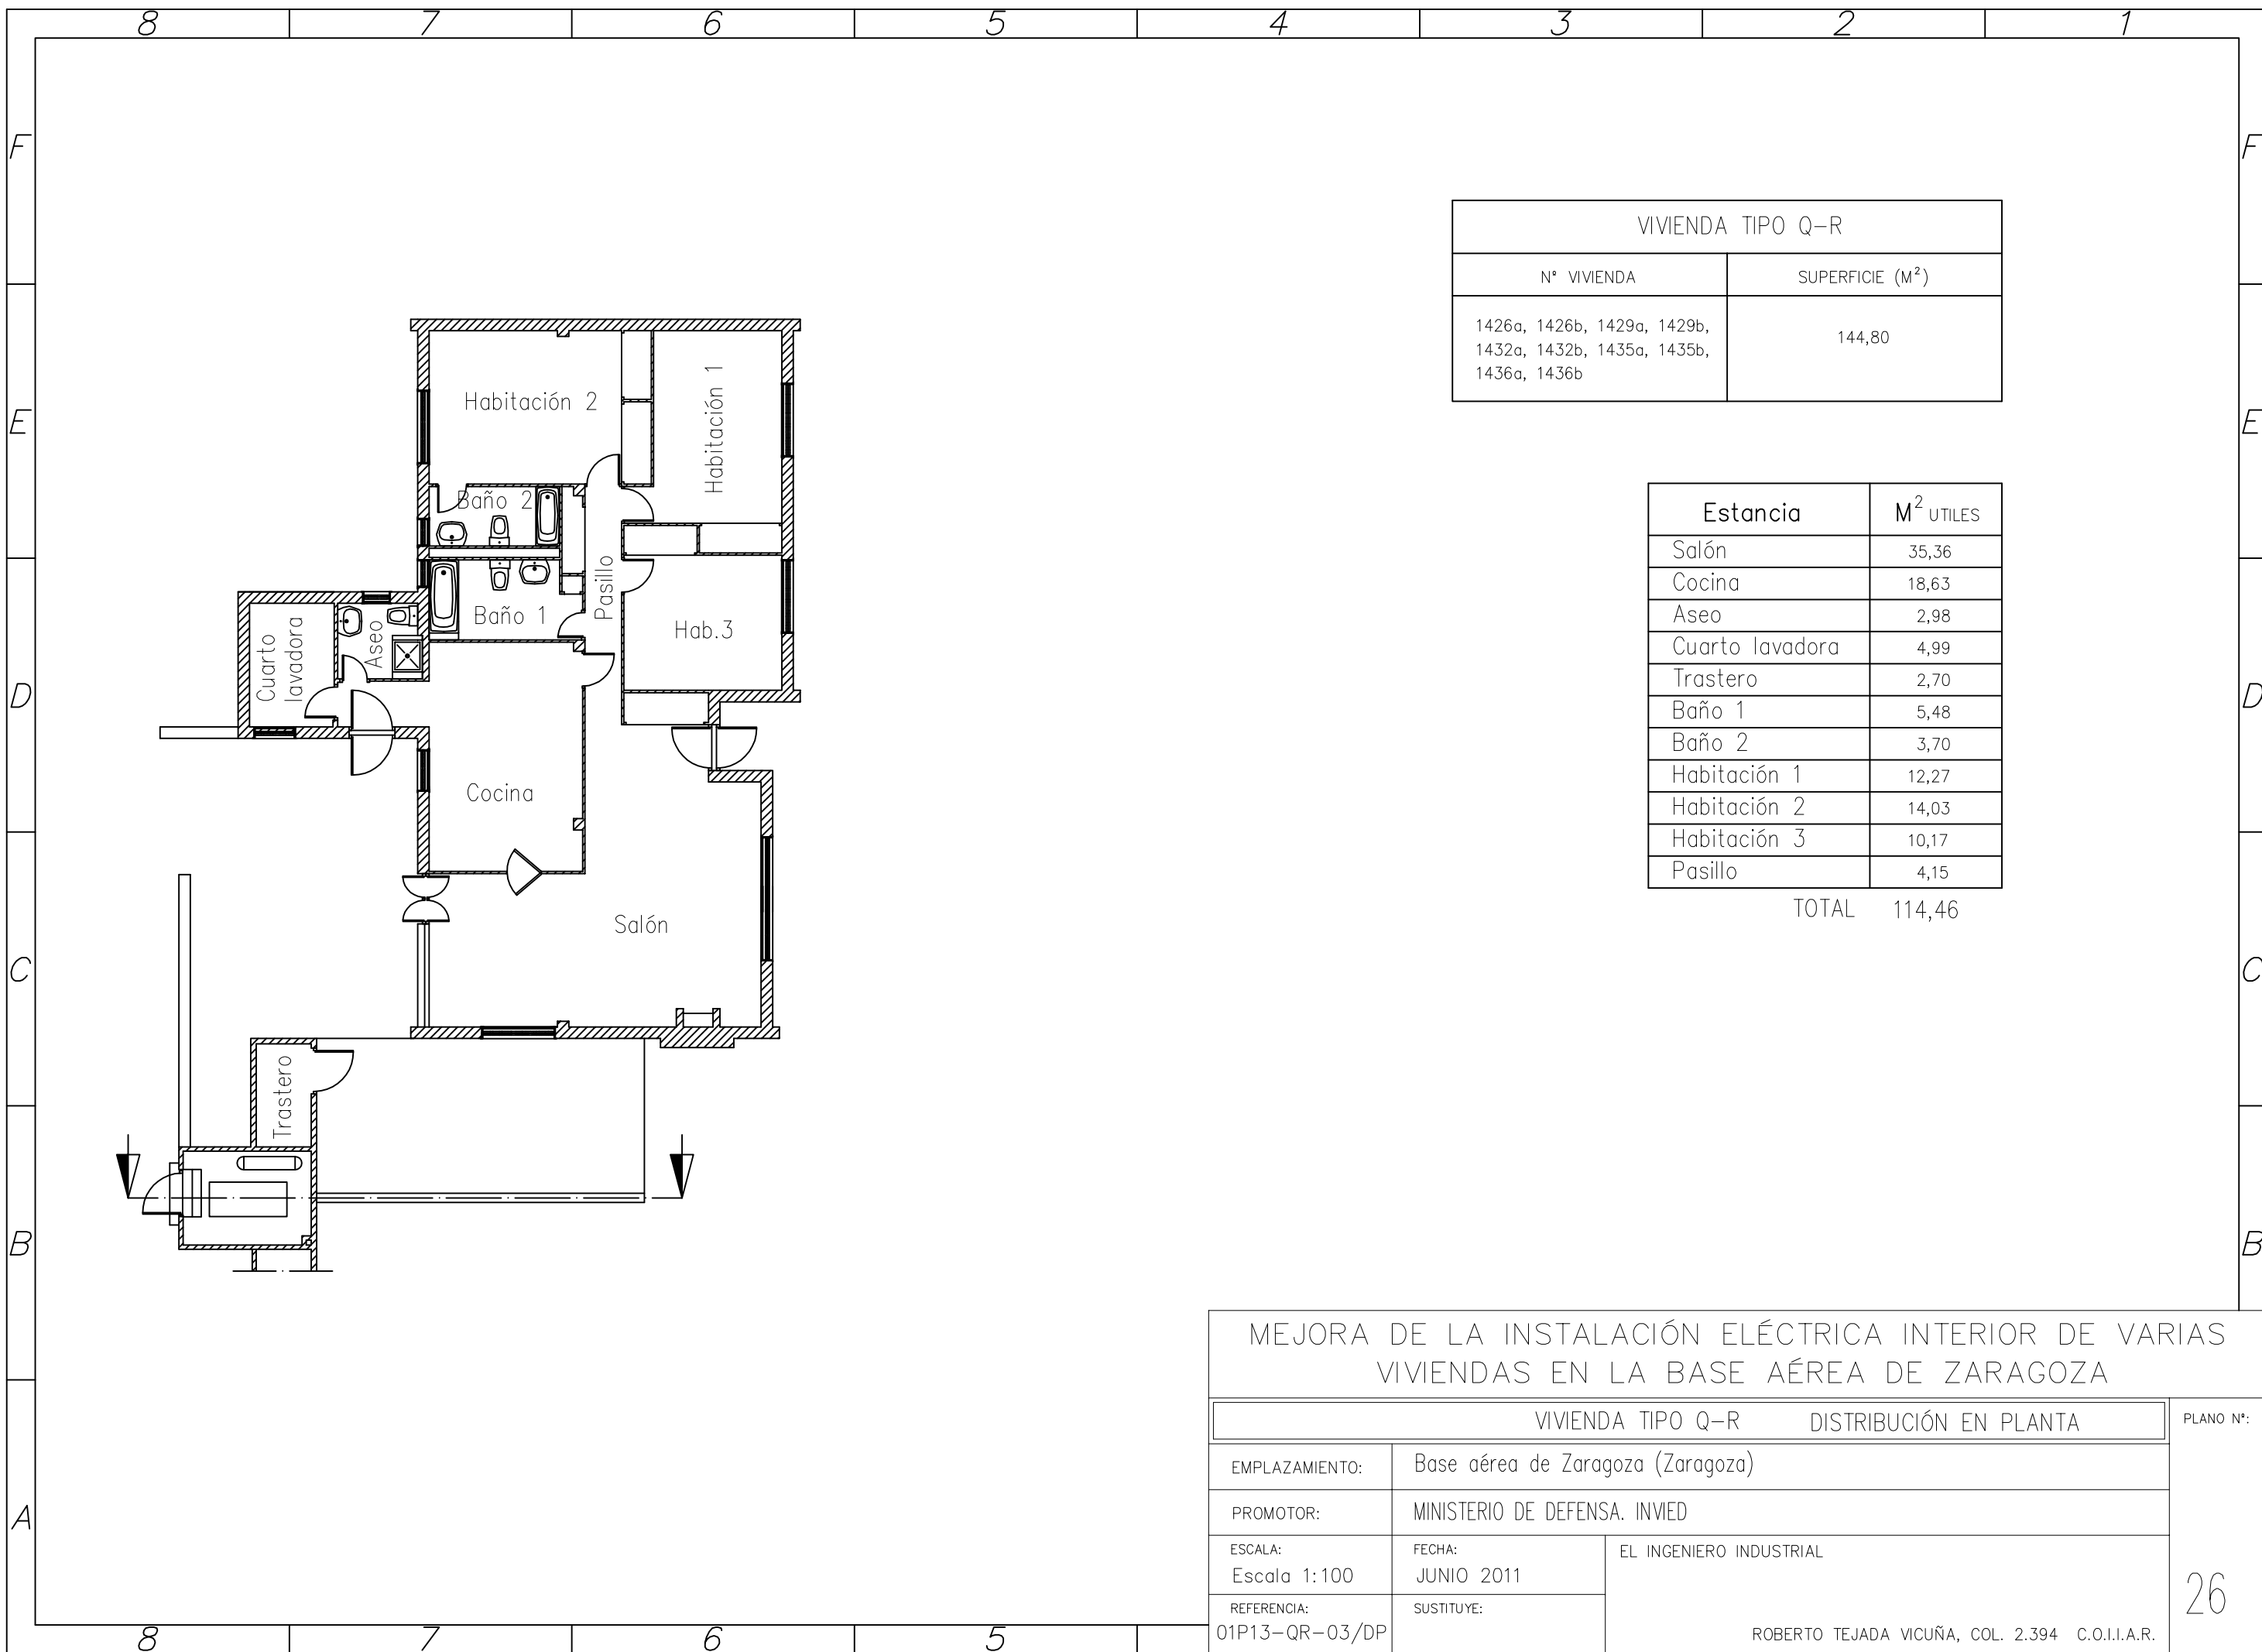 8 7 6 5 4 3 2 1
F F
VIVIENDA TIPO Q-R
Nº VIVIENDA SUPERFICIE (M²)
1426a, 1426b, 1429a, 1429b,
1432a, 1432b, 1435a, 1435b,
1436a, 1436b
144,80
E E
Habitación 2
Habitación 1
Baño 2
Pasillo
Baño 1
Hab.3
Aseo
Cuarto
lavadora
D D
Cocina
Salón
Trastero
Estancia M² UTILES
Salón 35,36
Cocina 18,63
Aseo 2,98
Cuarto lavadora 4,99
Trastero 2,70
Baño 1 5,48
Baño 2 3,70
Habitación 1 12,27
Habitación 2 14,03
Habitación 3 10,17
Pasillo 4,15
TOTAL 114,46
C C
B B
A
MEJORA DE LA INSTALACIÓN ELÉCTRICA INTERIOR DE VARIAS
VIVIENDAS EN LA BASE AÉREA DE ZARAGOZA
VIVIENDA TIPO Q-R DISTRIBUCIÓN EN PLANTA
PLANO Nº:
26
EMPLAZAMIENTO: Base aérea de Zaragoza (Zaragoza)
PROMOTOR: MINISTERIO DE DEFENSA. INVIED
ESCALA:
Escala 1:100
FECHA:
JUNIO 2011
EL INGENIERO INDUSTRIAL
REFERENCIA:
01P13-QR-03/DP
SUSTITUYE:
ROBERTO TEJADA VICUÑA, COL. 2.394 C.O.I.I.A.R.
8 7 6 5